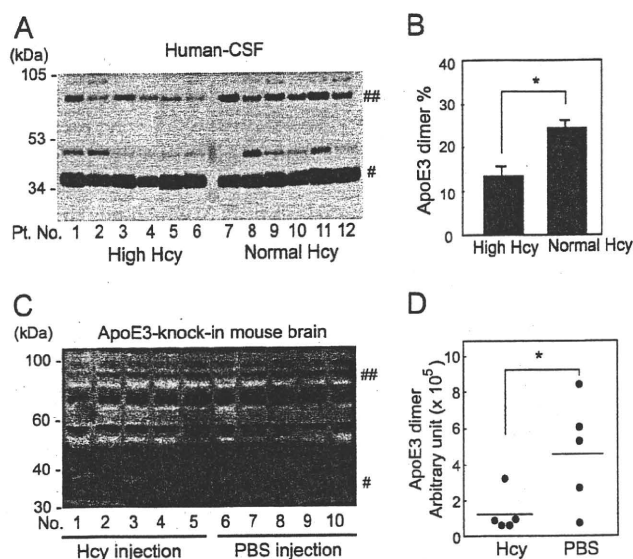 A
(kDa)
Human-CSF
105 -
53 -
34 -
##
#
Pt. No. 1 2 3 4 5 6 7 8 9 10 11 12
High Hcy Normal Hcy
B
ApoE3 dimer %
40
30
20
10
0
*
High Hcy Normal Hcy
C
(kDa)
ApoE3-knock-in mouse brain
100 -
60 -
40 -
30 -
##
#
No. 1 2 3 4 5 6 7 8 9 10
Hcy injection PBS injection
D
ApoE3 dimer
Arbitrary unit (x 10⁵)
10
8
6
4
2
0
*
Hcy PBS